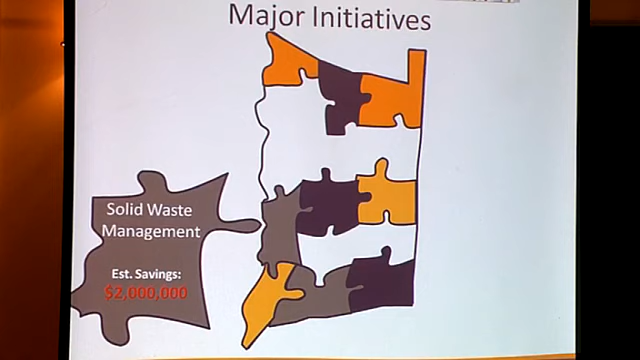 Major Initiatives
Solid Waste
Management
Est. Savings:
$2,000,000